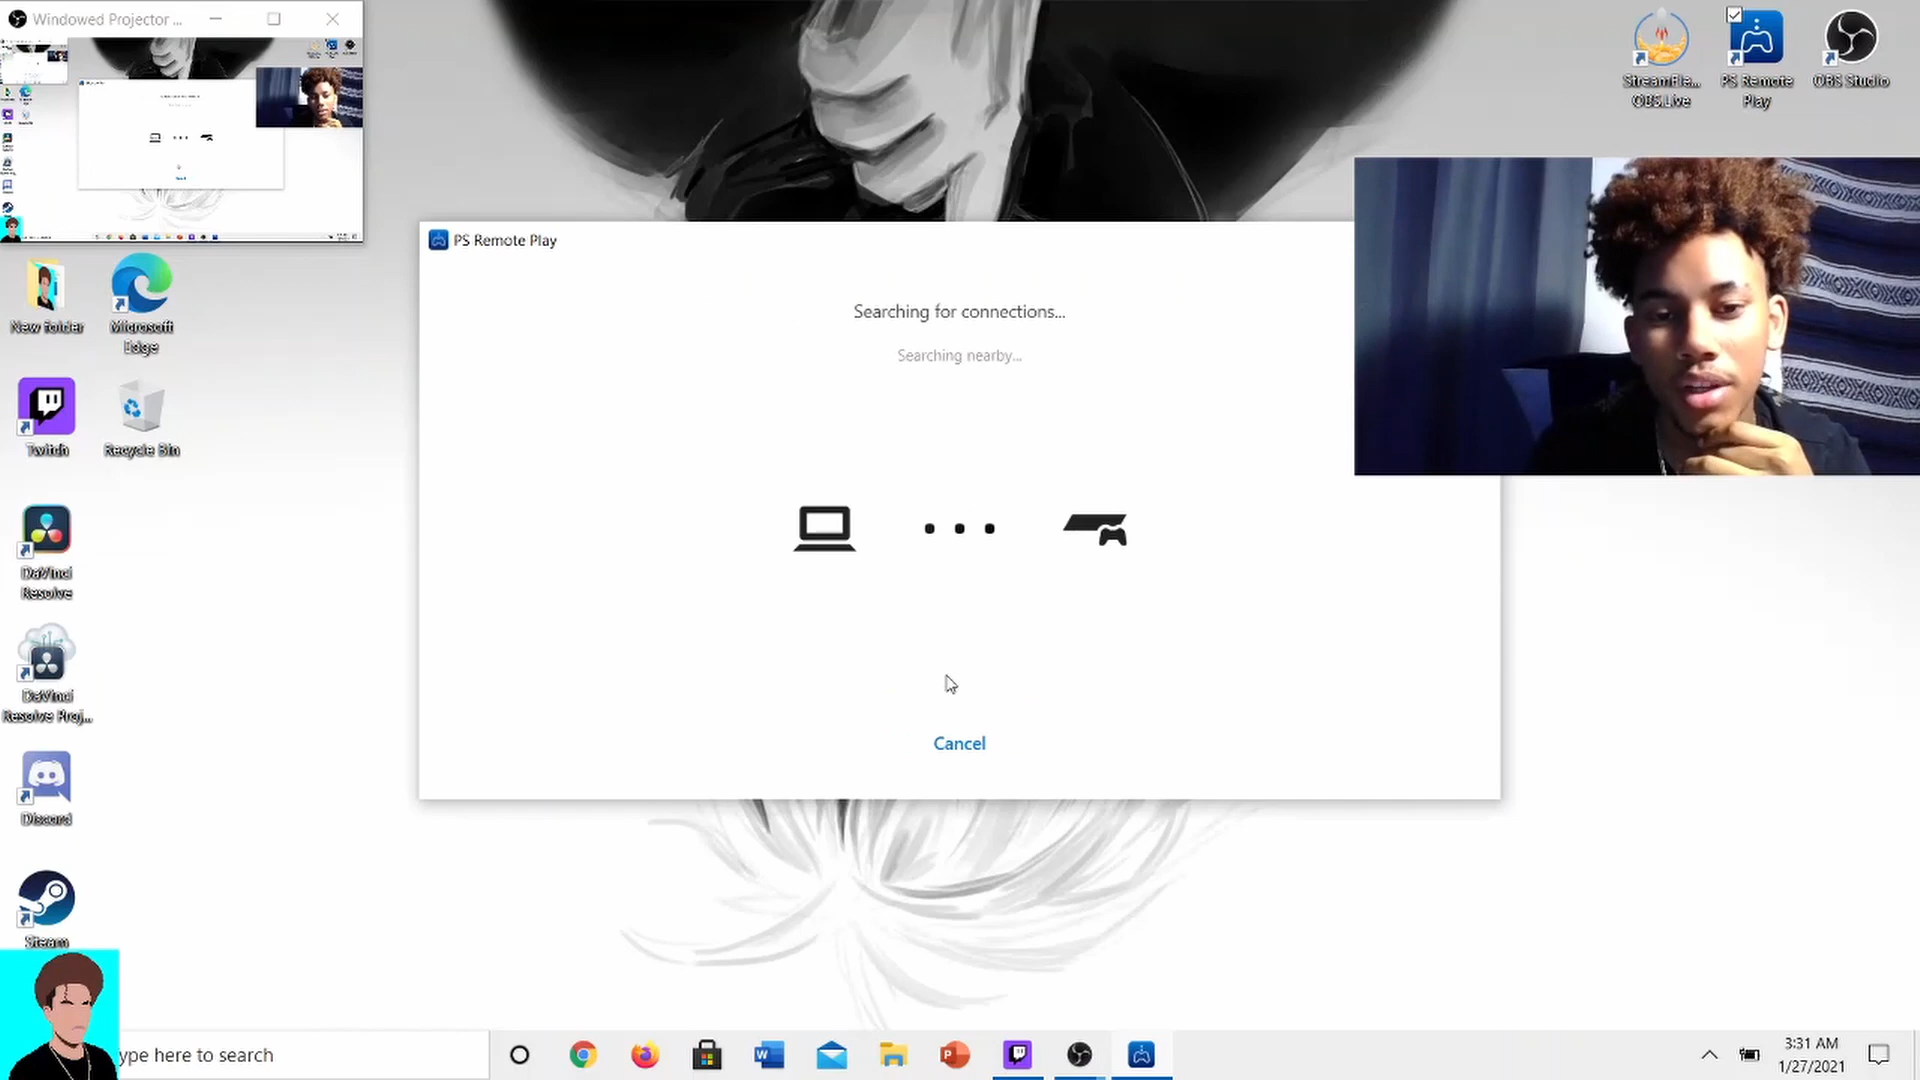 Windowed Projector ...
StreamEle...
OBS.Live
PS Remote
Play
OBS Studio
PS Remote Play
Searching for connections...
Searching nearby...
Cancel
New folder
Microsoft
Edge
Twitch
Recycle Bin
DaVinci
Resolve
DaVinci
Resolve Proj...
Discord
Steam
ype here to search
3:31 AM
1/27/2021